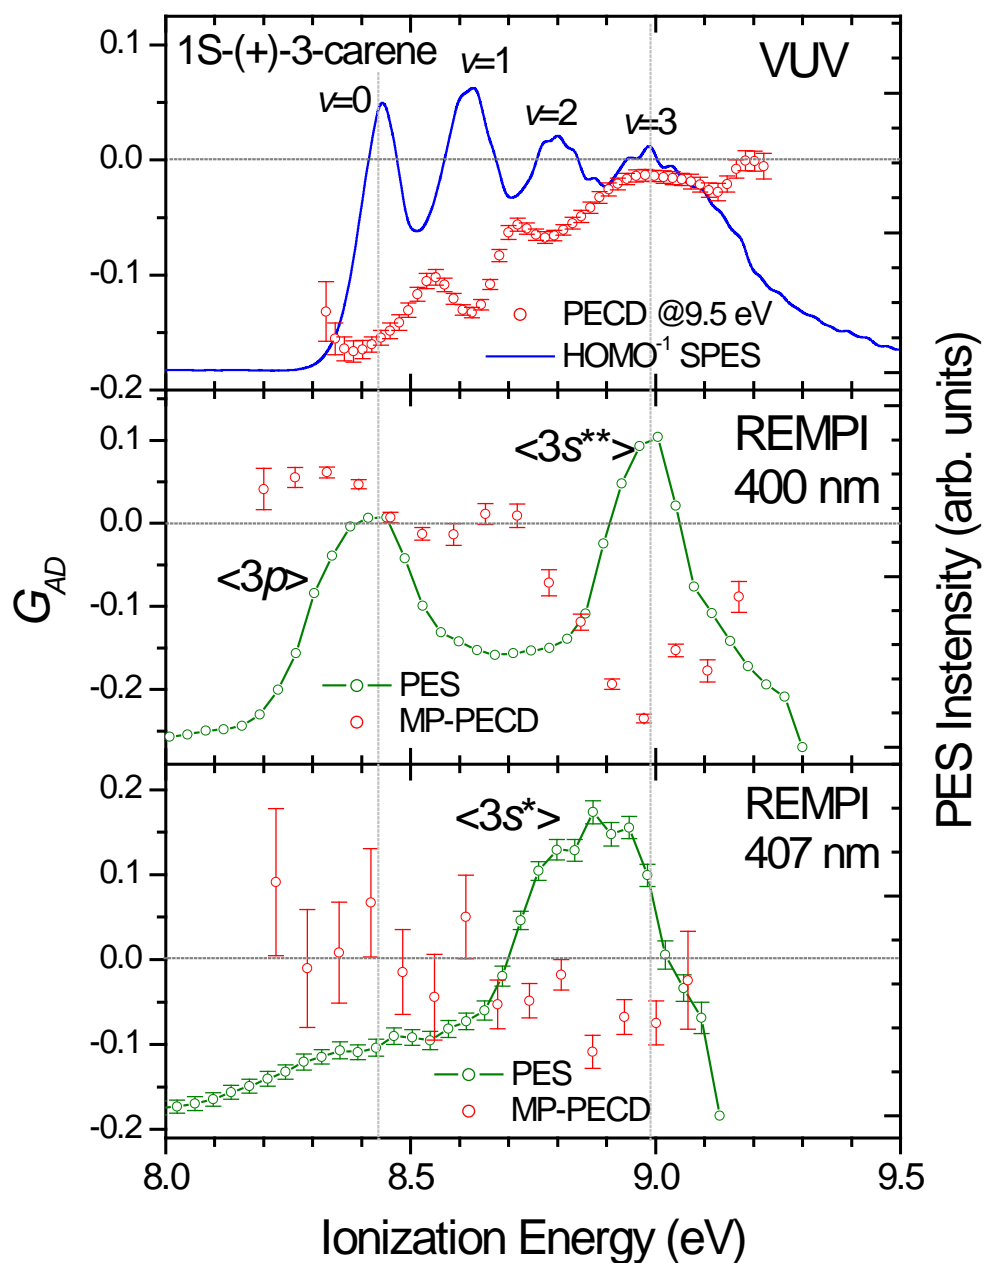 1S-(+)-3-carene
VUV
v=0
v=1
v=2
v=3
0.1
0.0
-0.1
-0.2
PECD @9.5 eV
HOMO⁻¹ SPES
REMPI
400 nm
<3s**>
<3p>
0.1
0.0
-0.1
-0.2
PES
MP-PECD
REMPI
407 nm
<3s*>
0.2
0.1
0.0
-0.1
-0.2
PES
MP-PECD
8.0 8.5 9.0 9.5
Ionization Energy (eV)
G_AD
PES Instensity (arb. units)